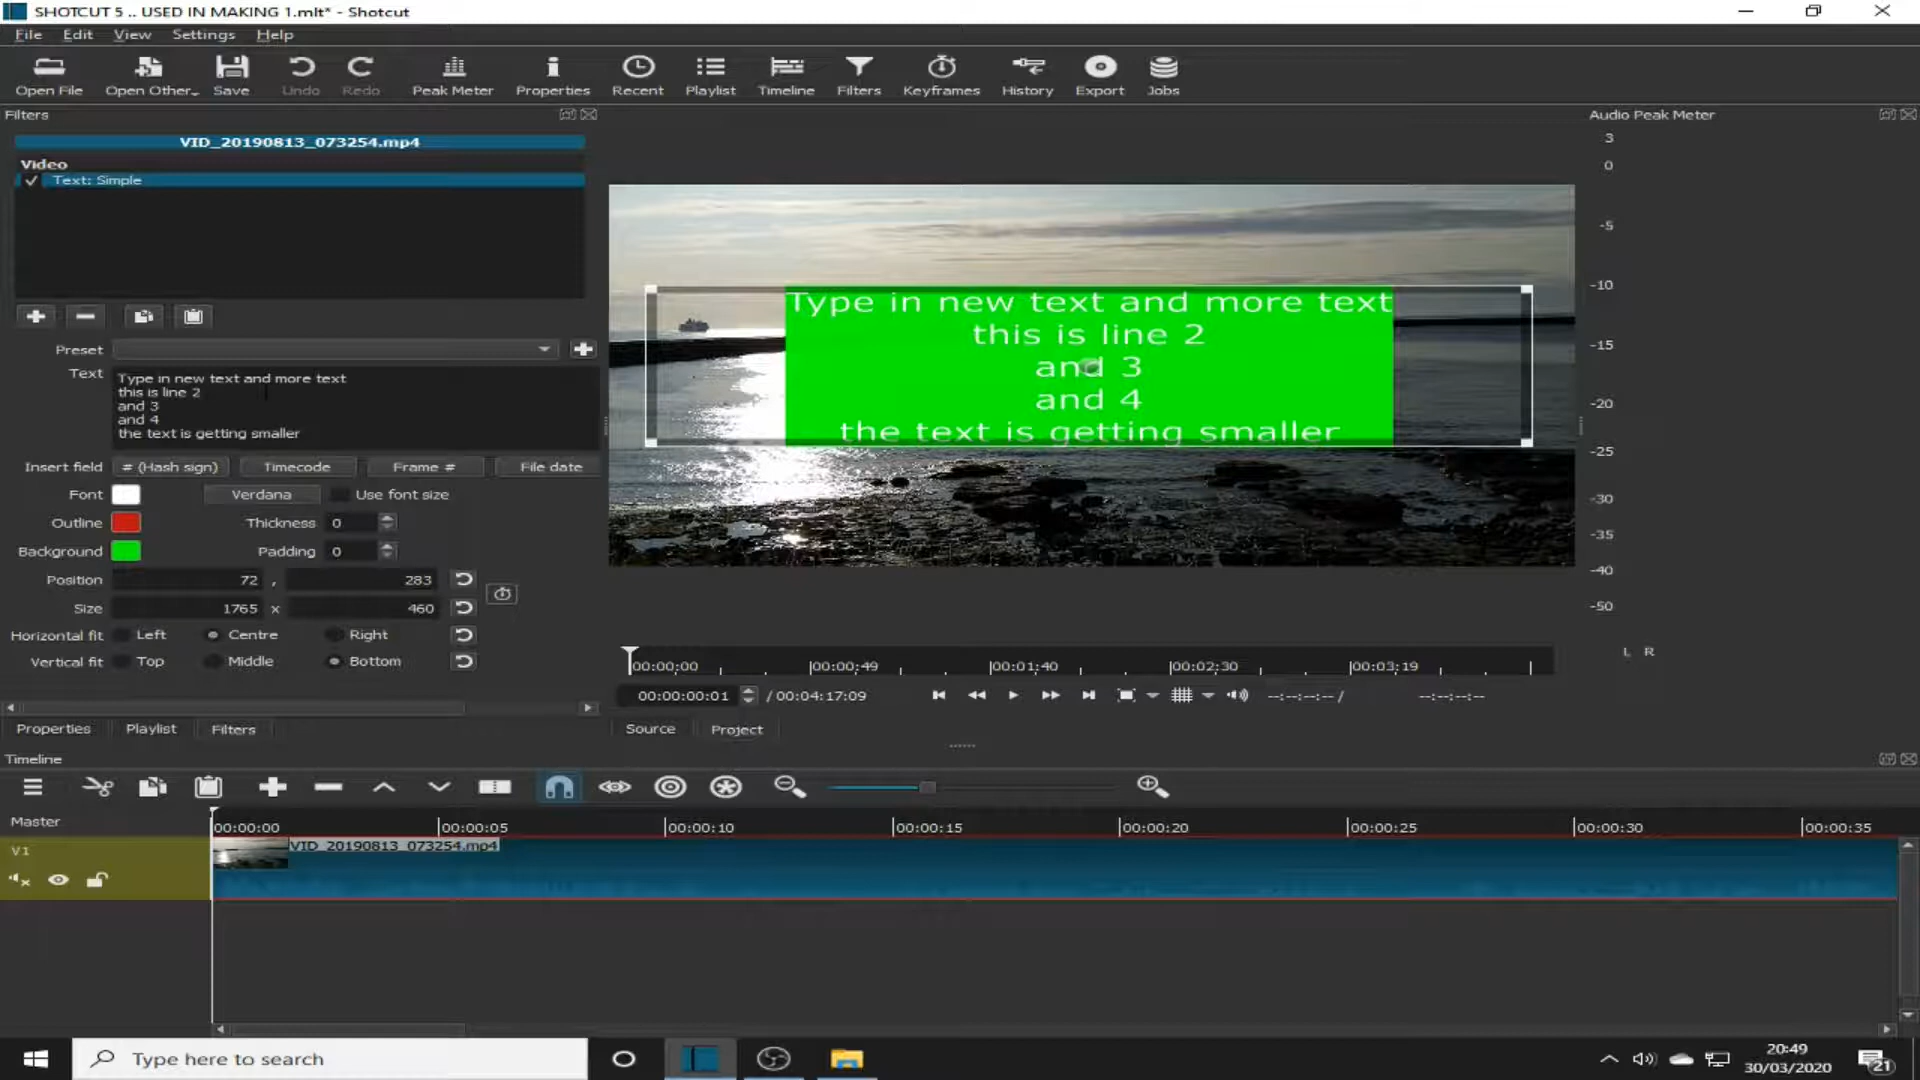 SHOTCUT 5 .. USED IN MAKING 1.mlt* - Shotcut
File Edit View Settings Help
Open File Open Other.. Save Undo Redo Peak Meter Properties Recent Playlist Timeline Filters Keyframes History Export Jobs
Filters
VID_20190813_073254.mp4
Video
Text: Simple
Preset
Text
Type in new text and more text
this is line 2
and 3
and 4
the text is getting smaller
Insert field # (Hash sign) Timecode Frame # File date
Font Verdana Use font size
Outline Thickness 0
Background Padding 0
Position 72 , 283
Size 1765 x 460
Horizontal fit Left Centre Right
Vertical fit Top Middle Bottom
Properties Playlist Filters
Type in new text and more text
this is line 2
and 3
and 4
the text is getting smaller
00:00:00 00:00:49 00:01:40 00:02:30 00:03:19
00:00:00:01 / 00:04:17:09 --:--:--:-- / --:--:--:--
Source Project
Audio Peak Meter
3
0
-5
-10
-15
-20
-25
-30
-35
-40
-50
L R
Timeline
Master
00:00:00 00:00:05 00:00:10 00:00:15 00:00:20 00:00:25 00:00:30 00:00:35
V1
VID_20190813_073254.mp4
Type here to search
20:49
30/03/2020
21